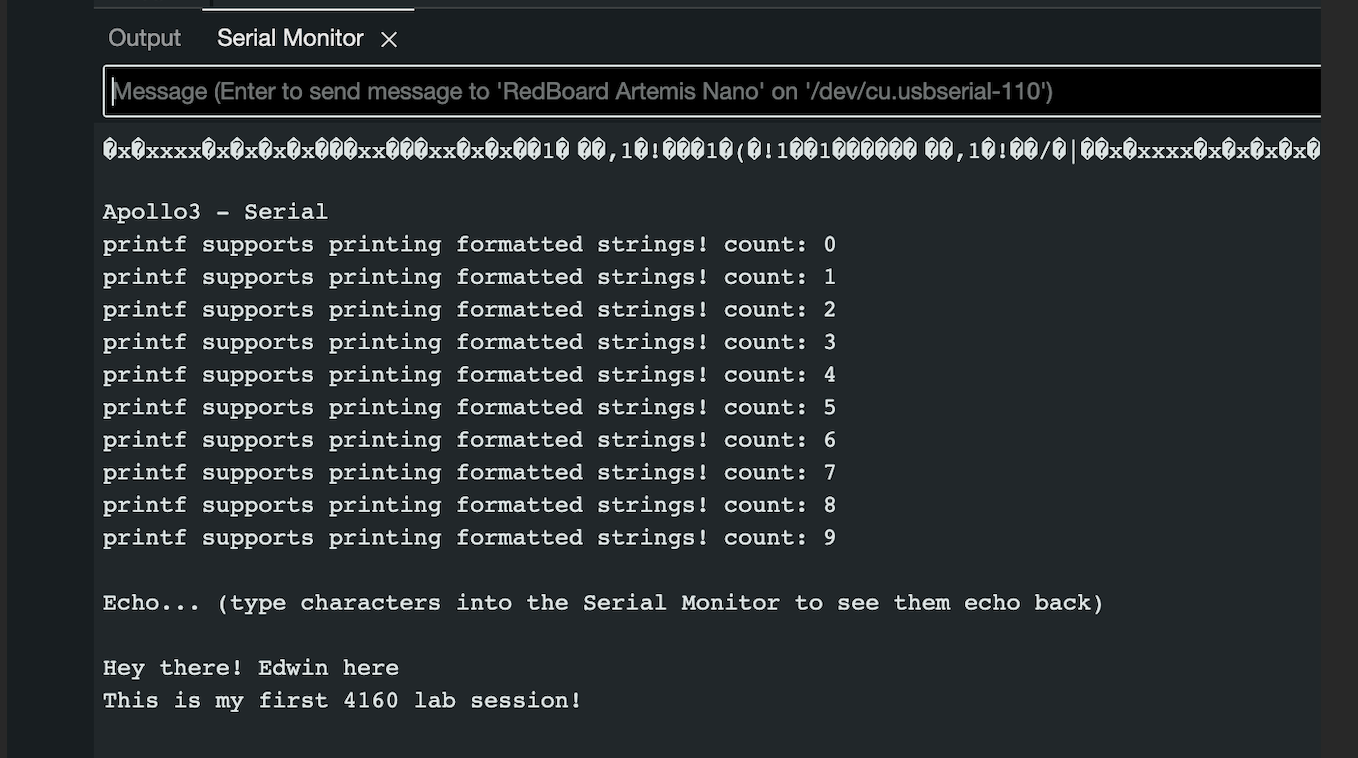 Output Serial Monitor
Message (Enter to send message to 'RedBoard Artemis Nano' on '/dev/cu.usbserial-110')
�x�xxxx�x�x�x�x���xx���xx�x�x��1� ��,1�!���1�(�!1��1������ ��,1�!��/�|��x�xxxx�x�x�x�x�
Apollo3 - Serial
printf supports printing formatted strings! count: 0
printf supports printing formatted strings! count: 1
printf supports printing formatted strings! count: 2
printf supports printing formatted strings! count: 3
printf supports printing formatted strings! count: 4
printf supports printing formatted strings! count: 5
printf supports printing formatted strings! count: 6
printf supports printing formatted strings! count: 7
printf supports printing formatted strings! count: 8
printf supports printing formatted strings! count: 9
Echo... (type characters into the Serial Monitor to see them echo back)
Hey there! Edwin here
This is my first 4160 lab session!